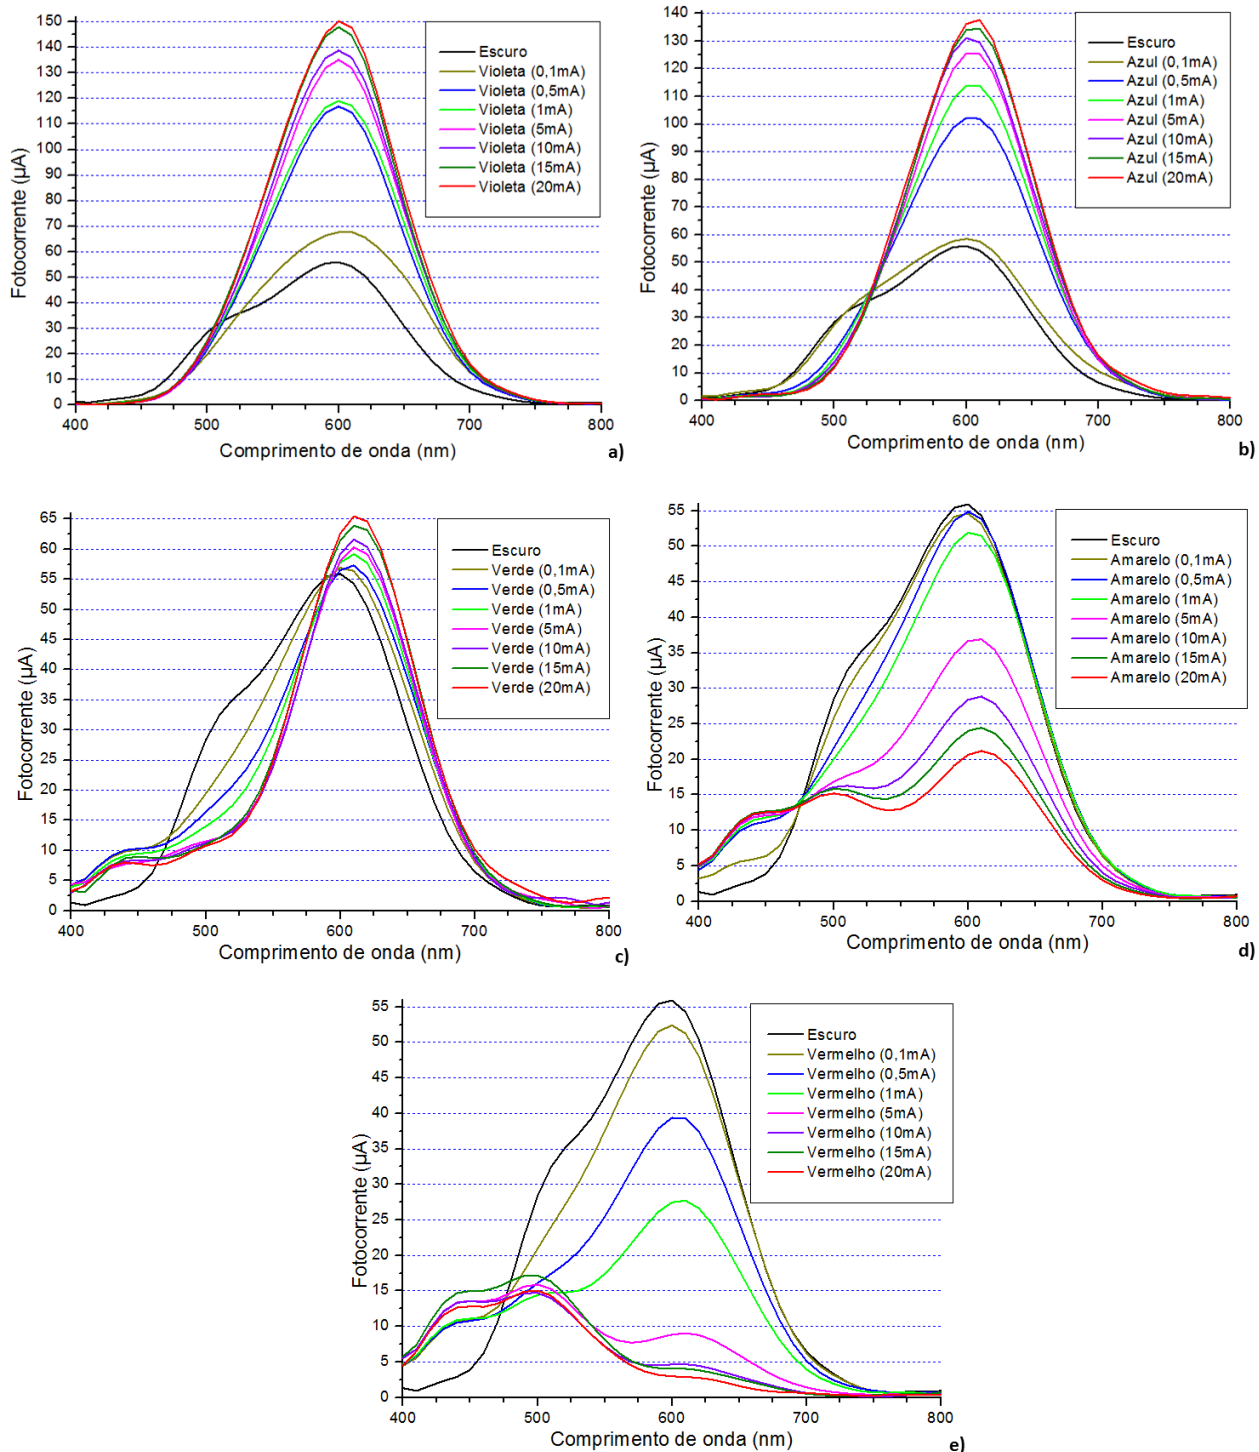 150
140
130
120
110
100
90
80
70
60
50
40
30
20
10
0
Fotocorrente (µA)
Escuro
Violeta (0,1mA)
Violeta (0,5mA)
Violeta (1mA)
Violeta (5mA)
Violeta (10mA)
Violeta (15mA)
Violeta (20mA)
400 500 600 700 800
Comprimento de onda (nm)
a)
140
130
120
110
100
90
80
70
60
50
40
30
20
10
0
Fotocorrente (µA)
Escuro
Azul (0,1mA)
Azul (0,5mA)
Azul (1mA)
Azul (5mA)
Azul (10mA)
Azul (15mA)
Azul (20mA)
400 500 600 700 800
Comprimento de onda (nm)
b)
65
60
55
50
45
40
35
30
25
20
15
10
5
0
Fotocorrente (µA)
Escuro
Verde (0,1mA)
Verde (0,5mA)
Verde (1mA)
Verde (5mA)
Verde (10mA)
Verde (15mA)
Verde (20mA)
400 500 600 700 800
Comprimento de onda (nm)
c)
55
50
45
40
35
30
25
20
15
10
5
0
Fotocorrente (µA)
Escuro
Amarelo (0,1mA)
Amarelo (0,5mA)
Amarelo (1mA)
Amarelo (5mA)
Amarelo (10mA)
Amarelo (15mA)
Amarelo (20mA)
400 500 600 700 800
Comprimento de onda (nm)
d)
55
50
45
40
35
30
25
20
15
10
5
0
Fotocorrente (µA)
Escuro
Vermelho (0,1mA)
Vermelho (0,5mA)
Vermelho (1mA)
Vermelho (5mA)
Vermelho (10mA)
Vermelho (15mA)
Vermelho (20mA)
400 500 600 700 800
Comprimento de onda (nm)
e)